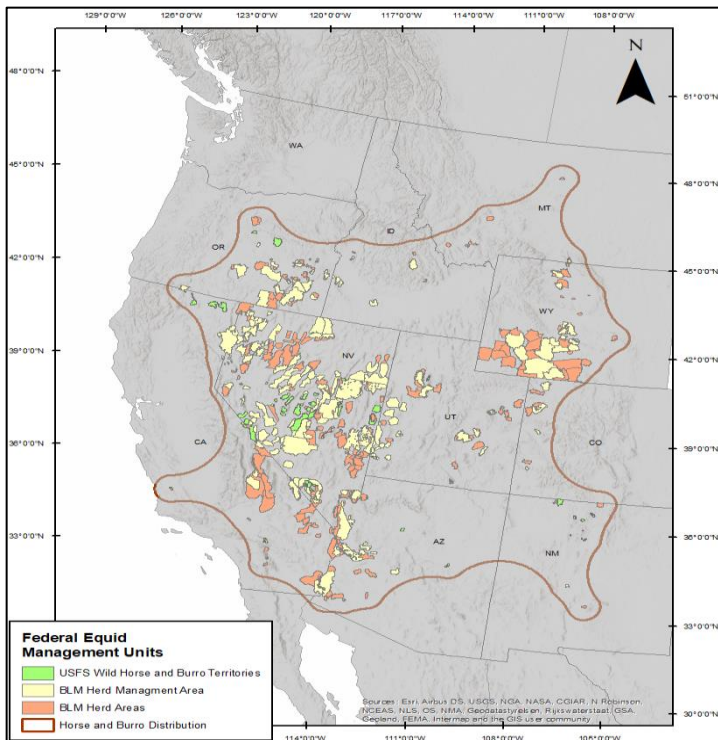 129°0'0"W 126°0'0"W 123°0'0"W 120°0'0"W 117°0'0"W 114°0'0"W 111°0'0"W 108°0'0"W
N
48°0'0"N
51°0'0"N
WA
45°0'0"N
48°0'0"N
MT
ID
OR
42°0'0"N
45°0'0"N
WY
39°0'0"N
42°0'0"N
NV
UT
36°0'0"N
CA
CO
39°0'0"N
33°0'0"N
AZ
NM
36°0'0"N
33°0'0"N
Federal Equid
Management Units
USFS Wild Horse and Burro Territories
BLM Herd Managment Area
BLM Herd Areas
Horse and Burro Distribution
Sources: Esri, Airbus DS, USGS, NGA, NASA, CGIAR, N Robinson,
NCEAS, NLS, OS, NMA, Geodatastyrelsen, Rijkswaterstaat, GSA,
Geoland, FEMA, Intermap and the GIS user community
114°0'0"W 111°0'0"W 108°0'0"W 105°0'0"W